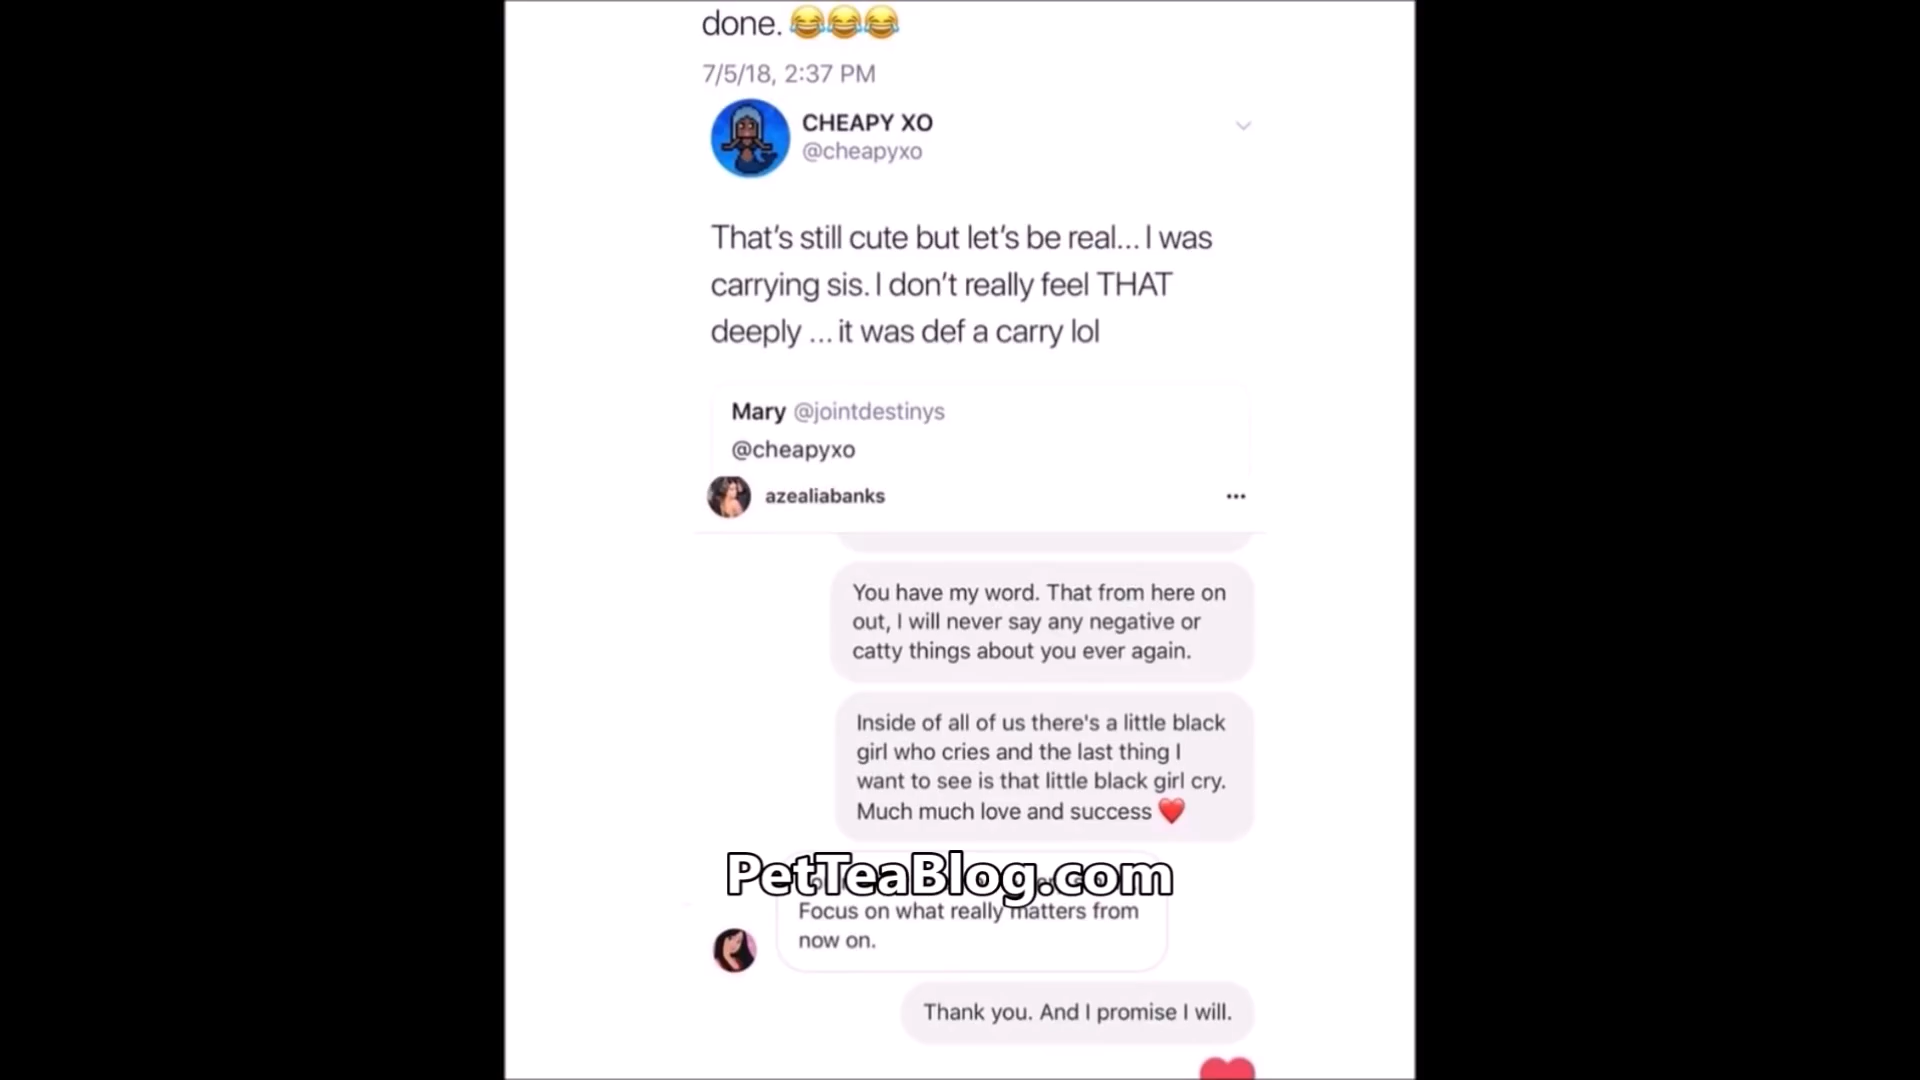 done. 😂😂😂
7/5/18, 2:37 PM
CHEAPY XO
@cheapyxo
That's still cute but let's be real... I was
carrying sis. I don't really feel THAT
deeply ... it was def a carry lol
Mary @jointdestinys
@cheapyxo
azealiabanks
You have my word. That from here on
out, I will never say any negative or
catty things about you ever again.
Inside of all of us there's a little black
girl who cries and the last thing I
want to see is that little black girl cry.
Much much love and success ❤️
PetTeaBlog.com
Focus on what really matters from
now on.
Thank you. And I promise I will.